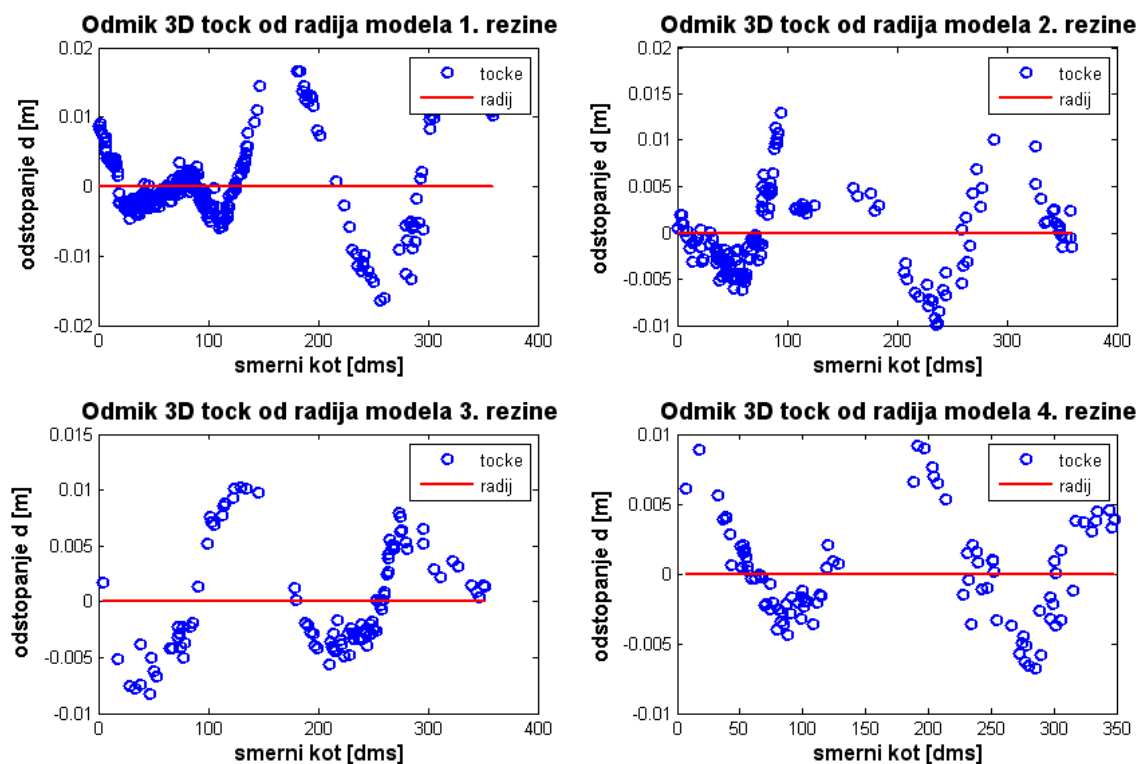 Odmik 3D tock od radija modela 1. rezine
0.02
0.01
0
-0.01
-0.02
0
100
200
300
400
odstopanje d [m]
smerni kot [dms]
tocke
radij
Odmik 3D tock od radija modela 2. rezine
0.02
0.015
0.01
0.005
0
-0.005
-0.01
0
100
200
300
400
odstopanje d [m]
smerni kot [dms]
tocke
radij
Odmik 3D tock od radija modela 3. rezine
0.015
0.01
0.005
0
-0.005
-0.01
0
100
200
300
400
odstopanje d [m]
smerni kot [dms]
tocke
radij
Odmik 3D tock od radija modela 4. rezine
0.01
0.005
0
-0.005
-0.01
0
50
100
150
200
250
300
350
odstopanje d [m]
smerni kot [dms]
tocke
radij